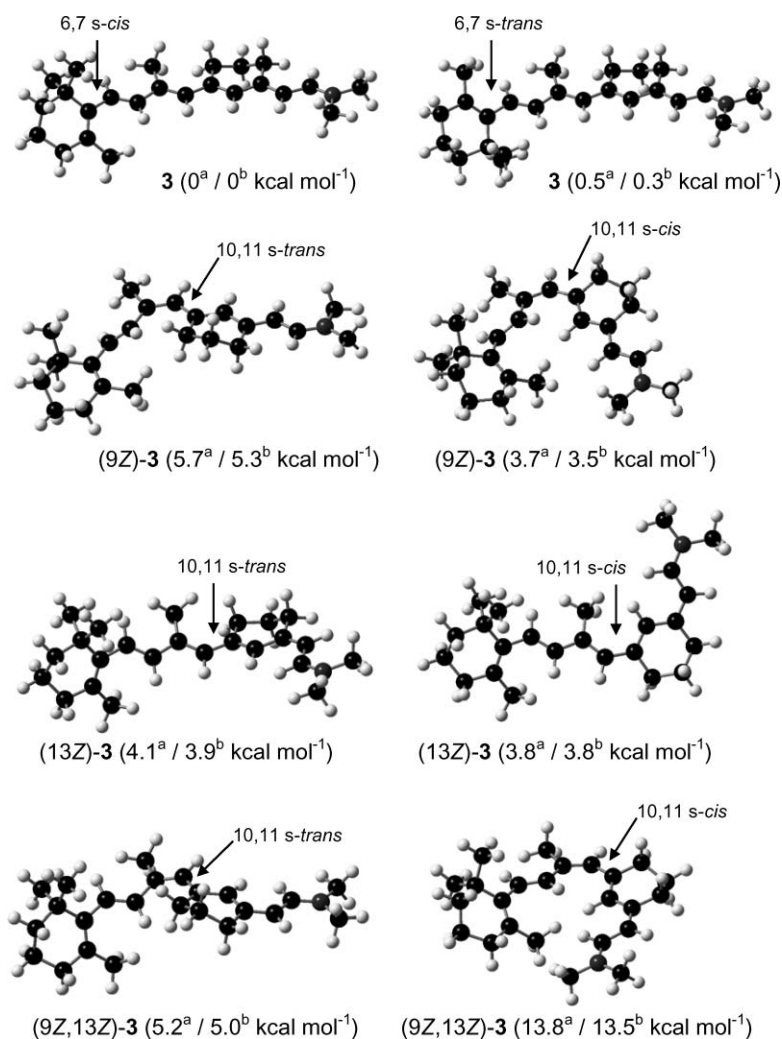 6,7 s-cis
6,7 s-trans
3 (0ᵃ / 0ᵇ kcal mol⁻¹)
3 (0.5ᵃ / 0.3ᵇ kcal mol⁻¹)
10,11 s-trans
10,11 s-cis
(9Z)-3 (5.7ᵃ / 5.3ᵇ kcal mol⁻¹)
(9Z)-3 (3.7ᵃ / 3.5ᵇ kcal mol⁻¹)
10,11 s-trans
10,11 s-cis
(13Z)-3 (4.1ᵃ / 3.9ᵇ kcal mol⁻¹)
(13Z)-3 (3.8ᵃ / 3.8ᵇ kcal mol⁻¹)
10,11 s-trans
10,11 s-cis
(9Z,13Z)-3 (5.2ᵃ / 5.0ᵇ kcal mol⁻¹)
(9Z,13Z)-3 (13.8ᵃ / 13.5ᵇ kcal mol⁻¹)